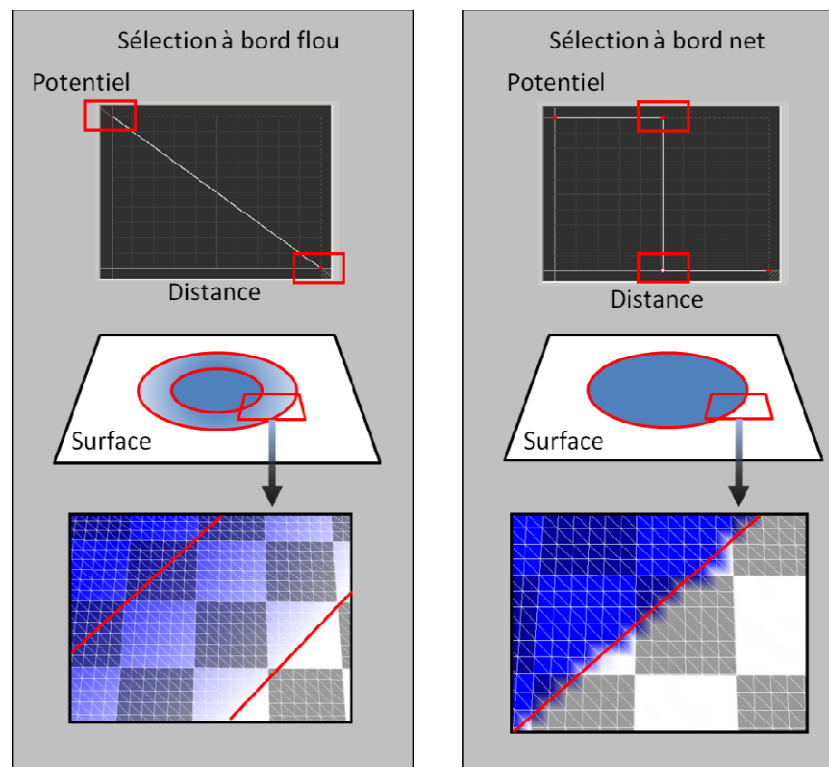 Sélection à bord flou
Potentiel
Distance
Surface
Sélection à bord net
Potentiel
Distance
Surface